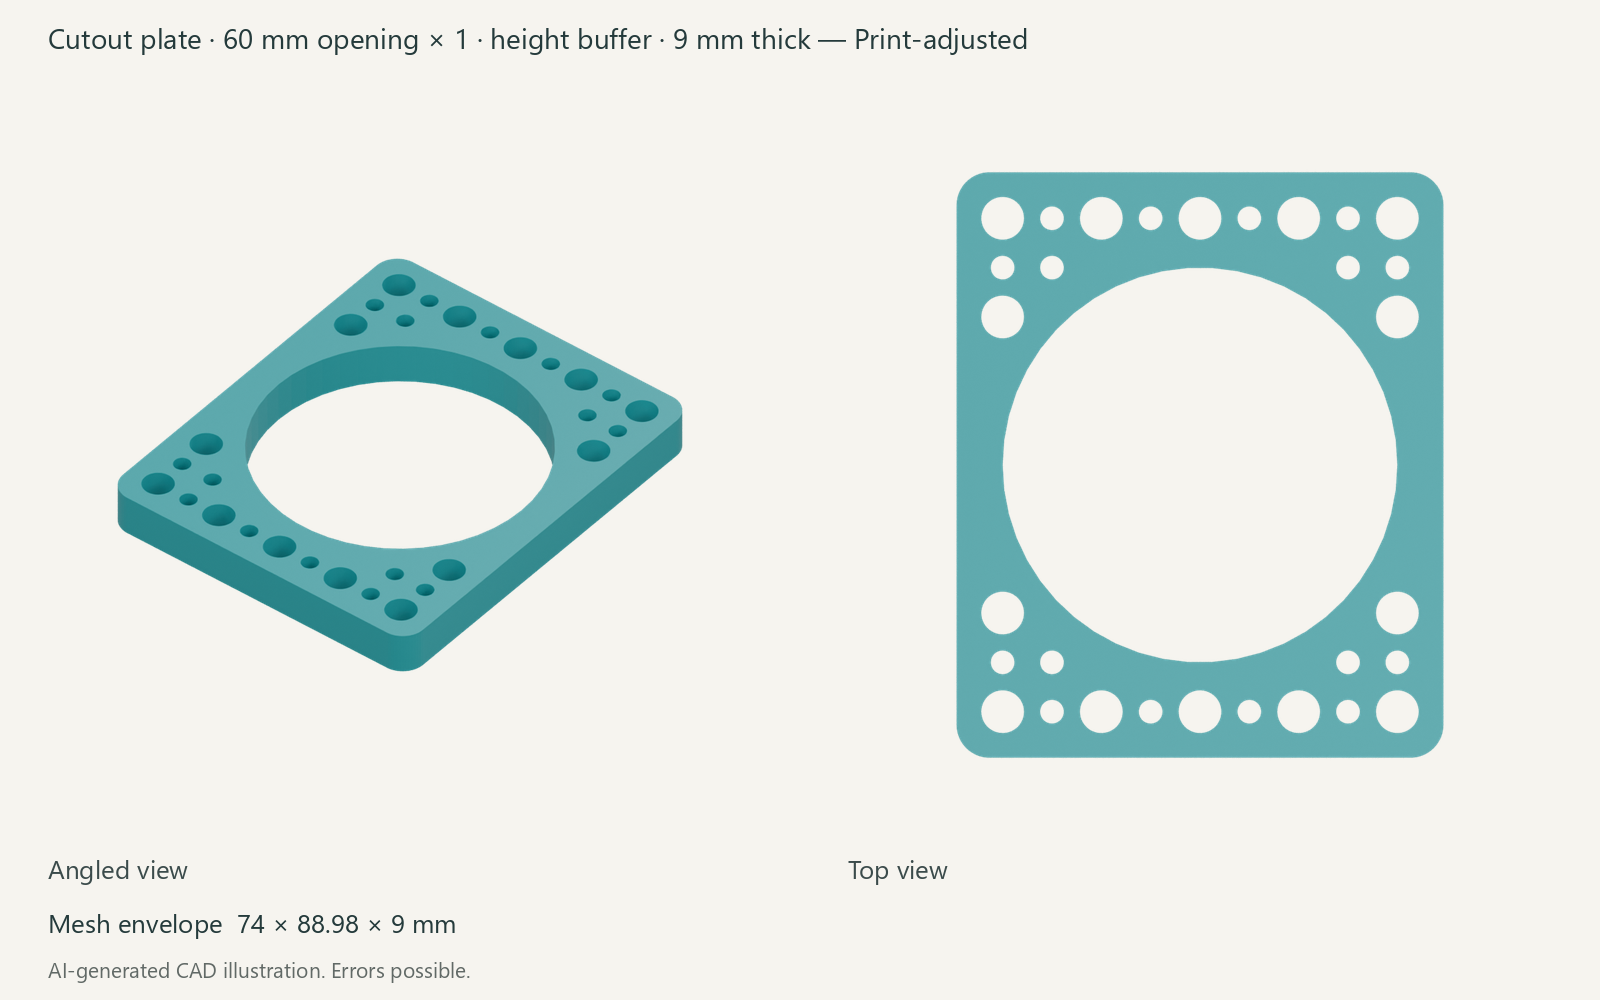 Cutout plate · 60 mm opening × 1 · height buffer · 9 mm thick — Print-adjusted
Angled view
Top view
Mesh envelope 74 × 88.98 × 9 mm
AI-generated CAD illustration. Errors possible.